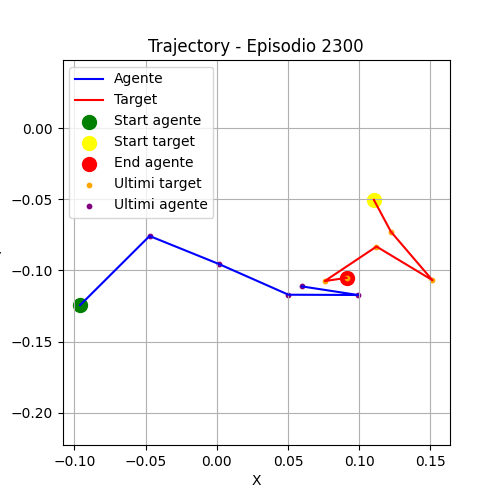 Trajectory - Episodio 2300
Agente
Target
Start agente
Start target
End agente
Ultimi target
Ultimi agente
0.00
−0.05
−0.10
−0.15
−0.20
−0.10
−0.05
0.00
0.05
0.10
0.15
X